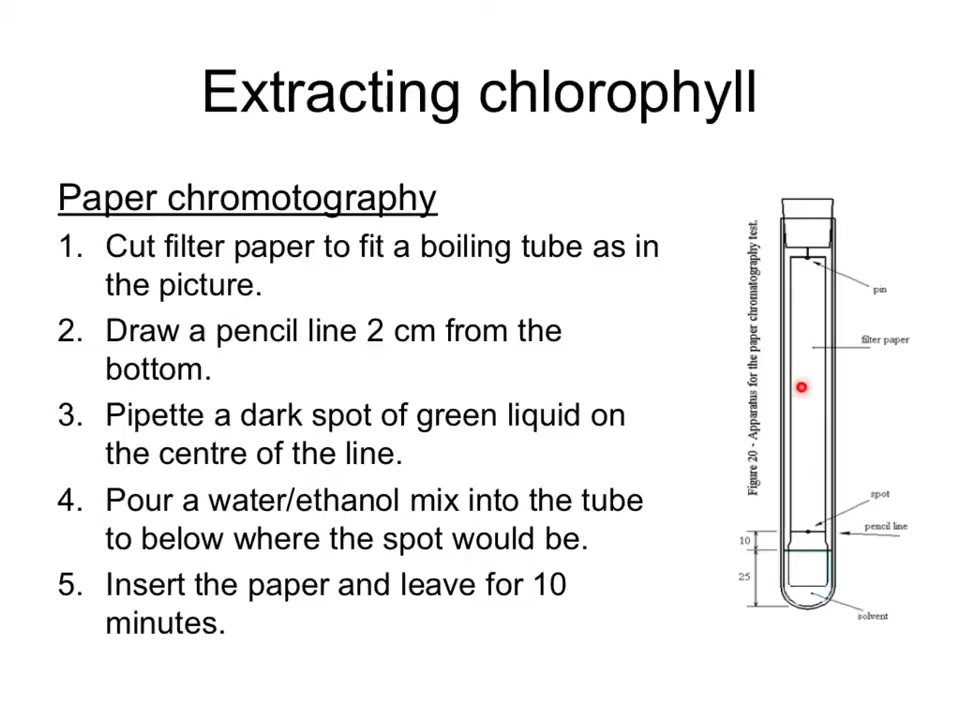 Extracting chlorophyll
Paper chromotography
1. Cut filter paper to fit a boiling tube as in
the picture.
2. Draw a pencil line 2 cm from the
bottom.
3. Pipette a dark spot of green liquid on
the centre of the line.
4. Pour a water/ethanol mix into the tube
to below where the spot would be.
5. Insert the paper and leave for 10
minutes.
Figure 20 - Apparatus for the paper chromatography test.
pin
filter paper
spot
pencil line
10
25
solvent